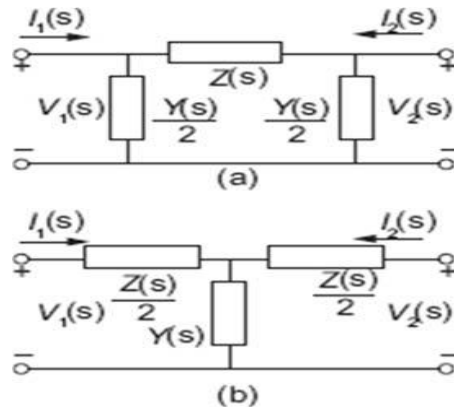 I₁(s) I₂(s)
+ Z(s) +
V₁(s) Y(s)/2 Y(s)/2 V₂(s)
− −
(a)
I₁(s) I₂(s)
+ +
V₁(s) Z(s)/2 Z(s)/2 V₂(s)
Y(s)
− −
(b)